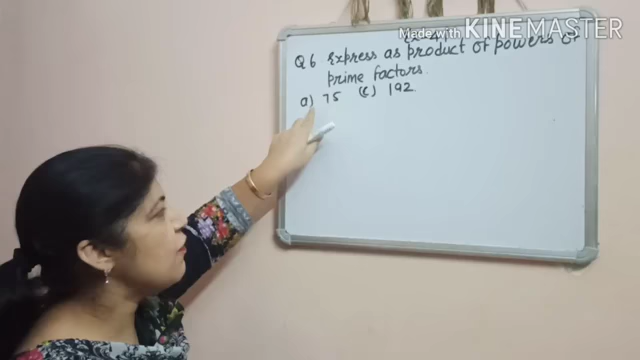 Made with KINEMASTER
Q6 Express as product of powers of
prime factors.
a) 75 (c) 192